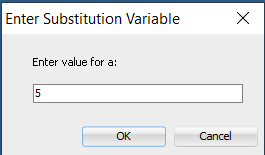 Enter Substitution Variable
Enter value for a:
5
OK
Cancel